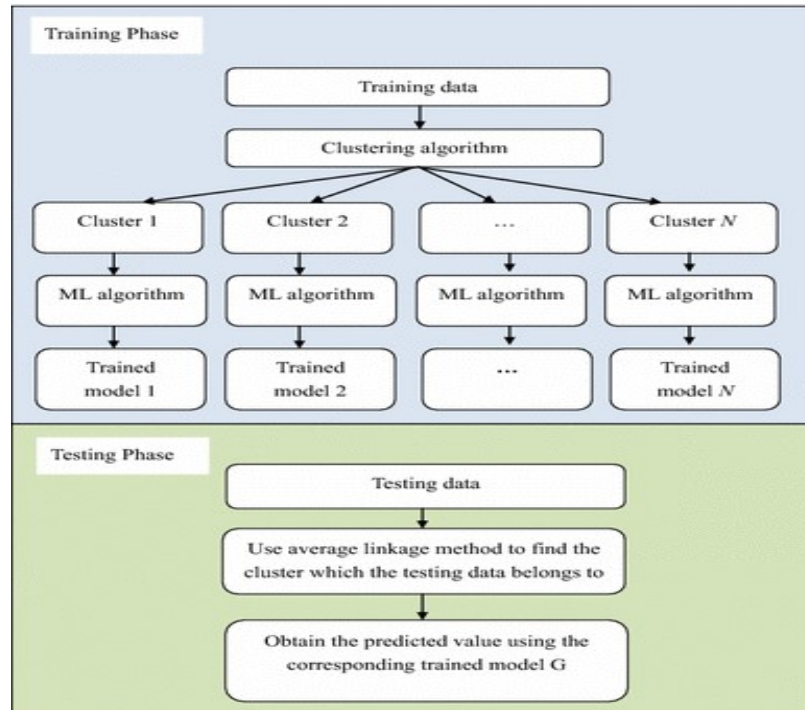 Training Phase
Training data
Clustering algorithm
Cluster 1
Cluster 2
...
Cluster N
ML algorithm
ML algorithm
ML algorithm
ML algorithm
Trained
model 1
Trained
model 2
...
Trained
model N
Testing Phase
Testing data
Use average linkage method to find the
cluster which the testing data belongs to
Obtain the predicted value using the
corresponding trained model G